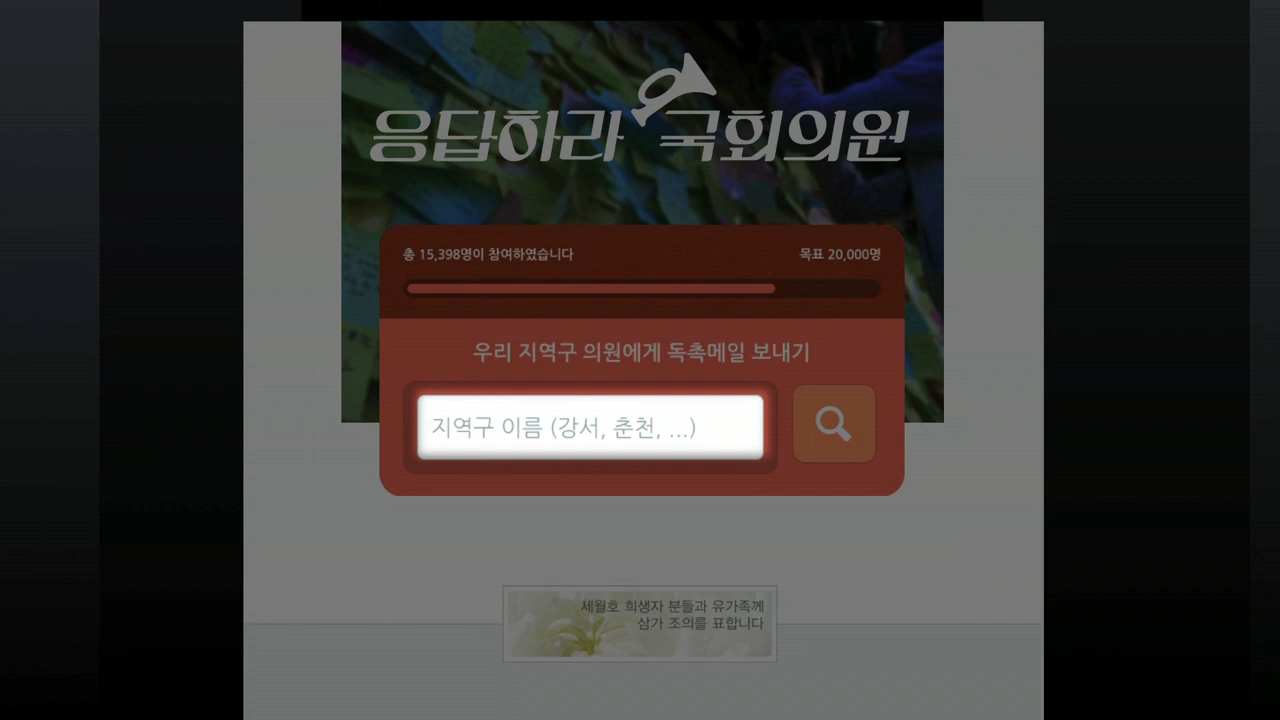 응답하라 국회의원
총 15,398명이 참여하였습니다
목표 20,000명
우리 지역구 의원에게 독촉메일 보내기
지역구 이름 (강서, 춘천, ...)
세월호 희생자 분들과 유가족께
삼가 조의를 표합니다